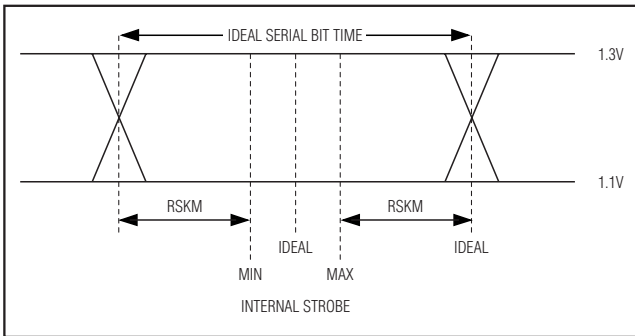 IDEAL SERIAL BIT TIME
1.3V
1.1V
RSKM
RSKM
IDEAL
IDEAL
MIN
MAX
INTERNAL STROBE